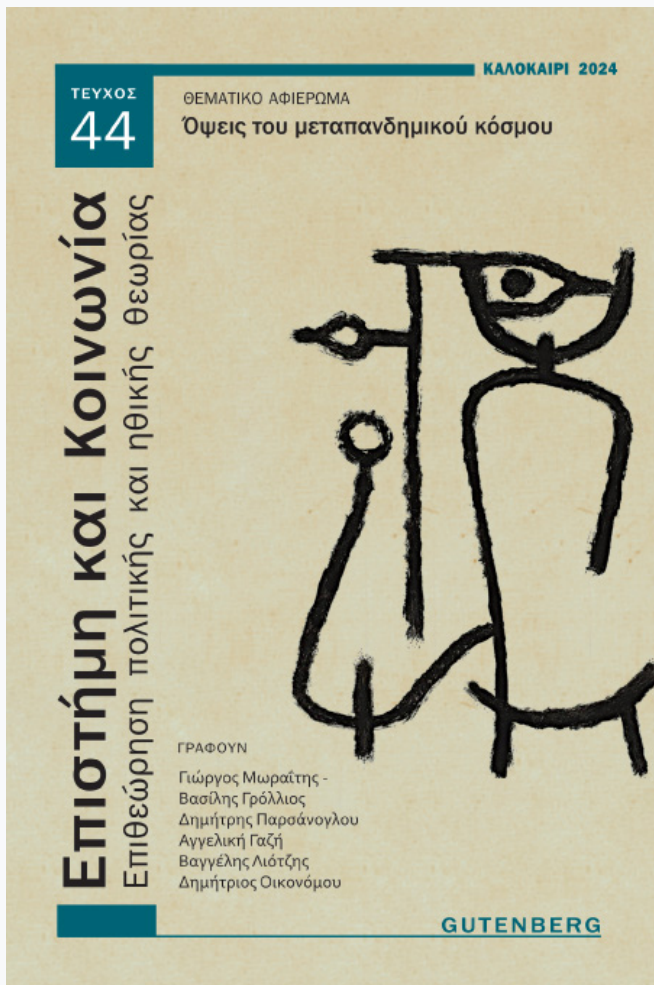 ΚΑΛΟΚΑΙΡΙ 2024
ΤΕΥΧΟΣ
44
ΘΕΜΑΤΙΚΟ ΑΦΙΕΡΩΜΑ
Όψεις του μεταπανδημικού κόσμου
Επιστήμη και Κοινωνία
Επιθεώρηση πολιτικής και ηθικής θεωρίας
ΓΡΑΦΟΥΝ
Γιώργος Μωραΐτης -
Βασίλης Γρόλλιος
Δημήτρης Παρσάνογλου
Αγγελική Γαζή
Βαγγέλης Λιότζης
Δημήτριος Οικονόμου
GUTENBERG